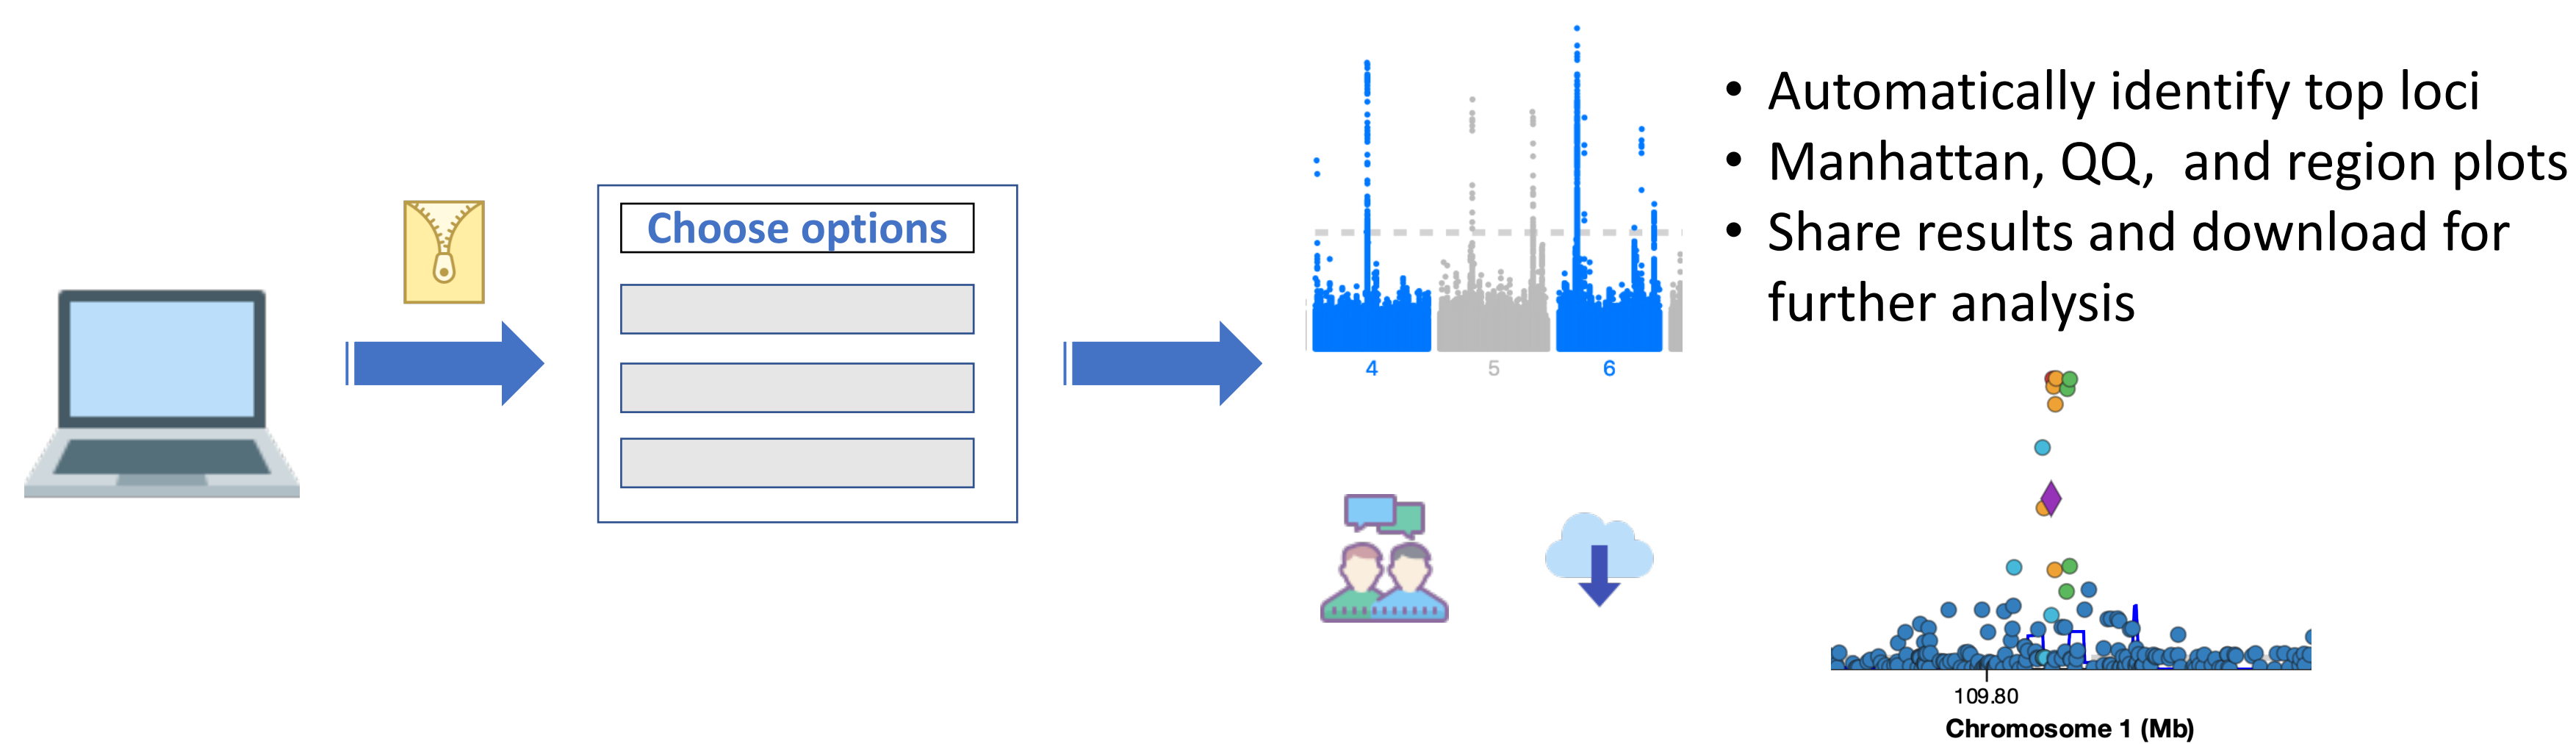 Choose options
4 5 6
• Automatically identify top loci
• Manhattan, QQ,  and region plots
• Share results and download for
further analysis
109.80
Chromosome 1 (Mb)